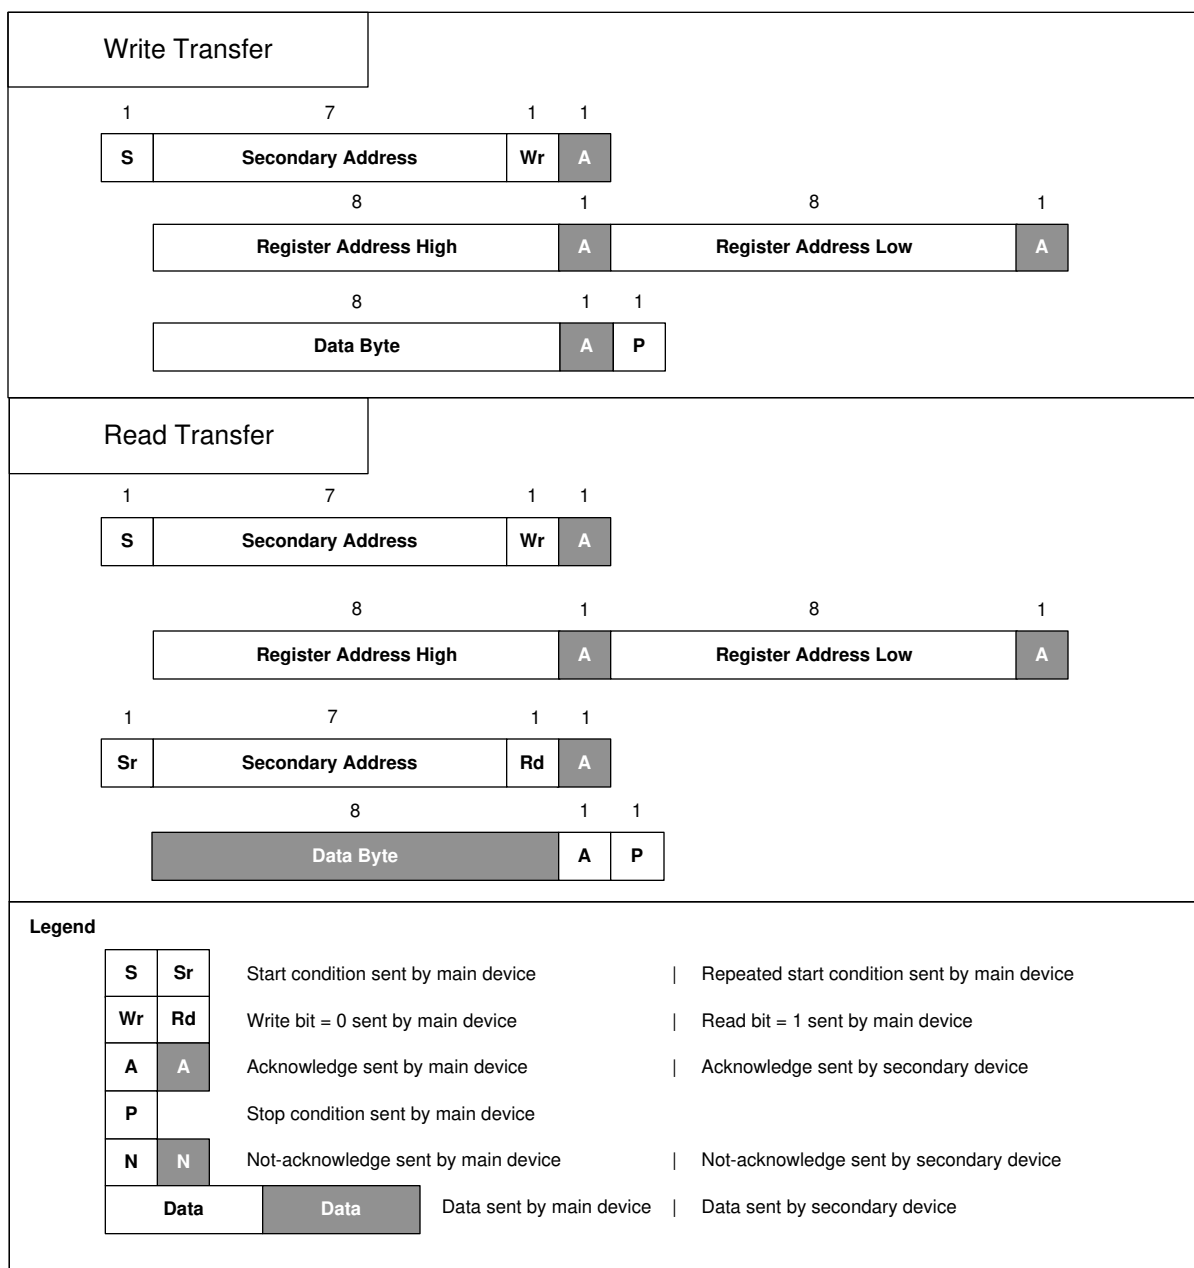 Write Transfer
1 7 1 1
S Secondary Address Wr A
8 1 8 1
Register Address High A Register Address Low A
8 1 1
Data Byte A P
Read Transfer
1 7 1 1
S Secondary Address Wr A
8 1 8 1
Register Address High A Register Address Low A
1 7 1 1
Sr Secondary Address Rd A
8 1 1
Data Byte A P
Legend
S Sr Start condition sent by main device | Repeated start condition sent by main device
Wr Rd Write bit = 0 sent by main device | Read bit = 1 sent by main device
A A Acknowledge sent by main device | Acknowledge sent by secondary device
P Stop condition sent by main device
N N Not-acknowledge sent by main device | Not-acknowledge sent by secondary device
Data Data Data sent by main device | Data sent by secondary device